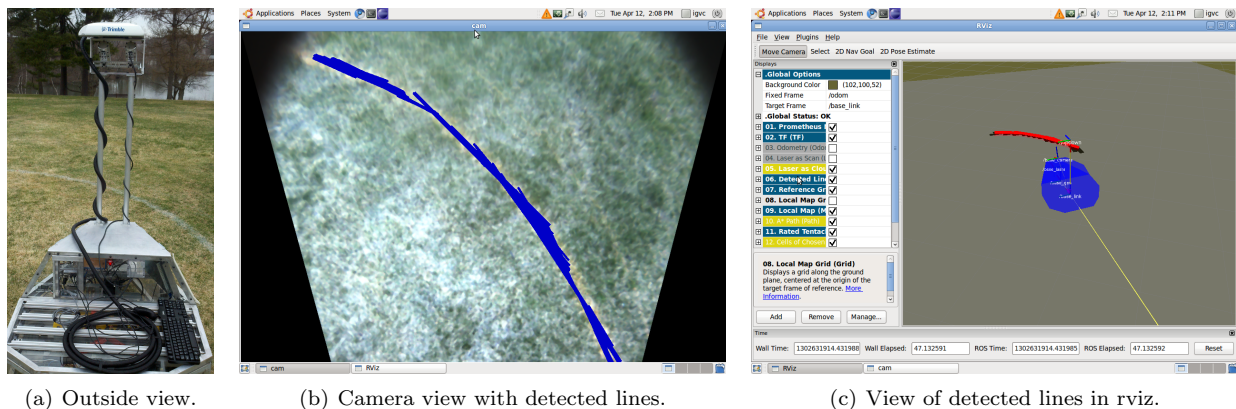 Trimble
Applications Places System
Tue Apr 12, 2:08 PM igvc
cam
cam
RViz
Applications Places System
Tue Apr 12, 2:11 PM igvc
RViz
File View Plugins Help
Move Camera Select 2D Nav Goal 2D Pose Estimate
Displays
.Global Options
Background Color (102,100,52)
Fixed Frame /odom
Target Frame /base_link
.Global Status: OK
01. Prometheus
02. TF (TF)
03. Odometry (Odo
04. Laser as Scan (L
05. Laser as Clou
06. Detected Line
07. Reference Gr
08. Local Map Gr
09. Local Map (M
10. A* Path (Path)
11. Rated Tentac
12. Cells of Chosen
08. Local Map Grid (Grid)
Displays a grid along the ground
plane, centered at the origin of the
target frame of reference. More
Information.
Add Remove Manage...
/base_link
Time
Wall Time: 1302631914.431988 Wall Elapsed: 47.132591 ROS Time: 1302631914.431985 ROS Elapsed: 47.132592 Reset
RViz
cam
(a) Outside view.
(b) Camera view with detected lines.
(c) View of detected lines in rviz.